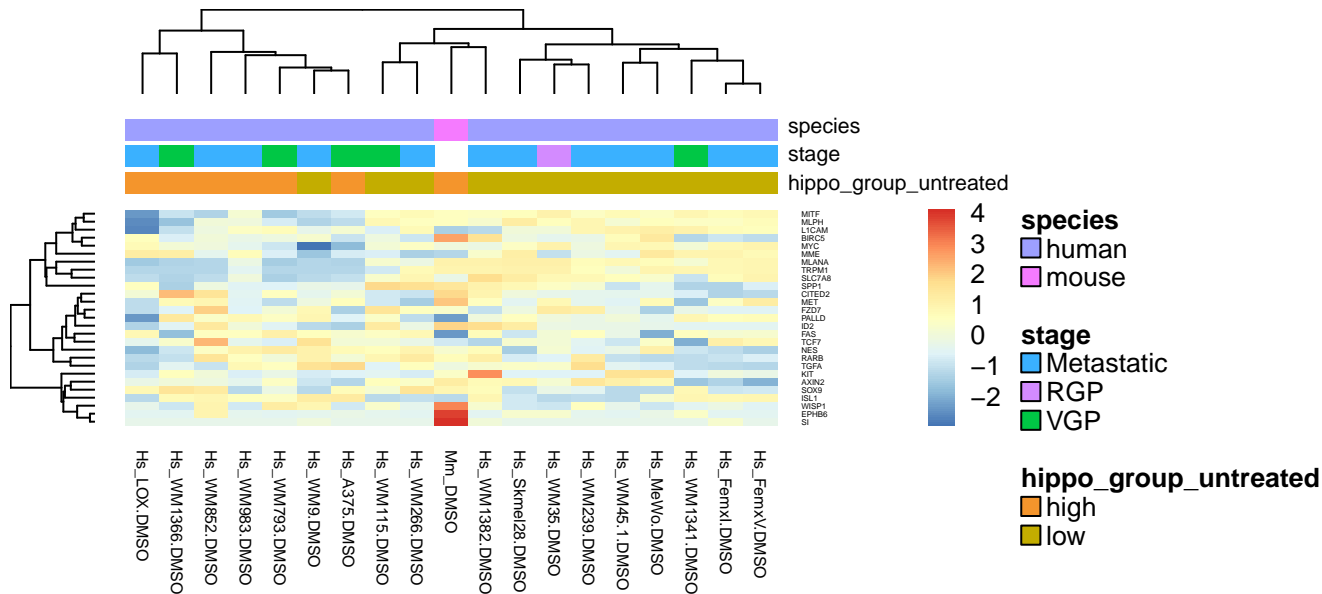 species
stage
hippo_group_untreated
MITF
MLPH
L1CAM
BIRC5
MYC
MME
MLANA
TRPM1
SLC7A8
SPP1
CITED2
MET
FZD7
PALLD
ID2
FAS
TCF7
NES
RARB
TGFA
KIT
AXIN2
SOX9
ISL1
WISP1
EPHB6
SI
4
3
2
1
0
−1
−2
species
human
mouse
stage
Metastatic
RGP
VGP
hippo_group_untreated
high
low
Hs_LOX.DMSO
Hs_WM1366.DMSO
Hs_WM852.DMSO
Hs_WM983.DMSO
Hs_WM793.DMSO
Hs_WM9.DMSO
Hs_A375.DMSO
Hs_WM115.DMSO
Hs_WM266.DMSO
Mm_DMSO
Hs_WM1382.DMSO
Hs_Skmel28.DMSO
Hs_WM35.DMSO
Hs_WM239.DMSO
Hs_WM45.1.DMSO
Hs_MeWo.DMSO
Hs_WM1341.DMSO
Hs_FemxI.DMSO
Hs_FemxV.DMSO